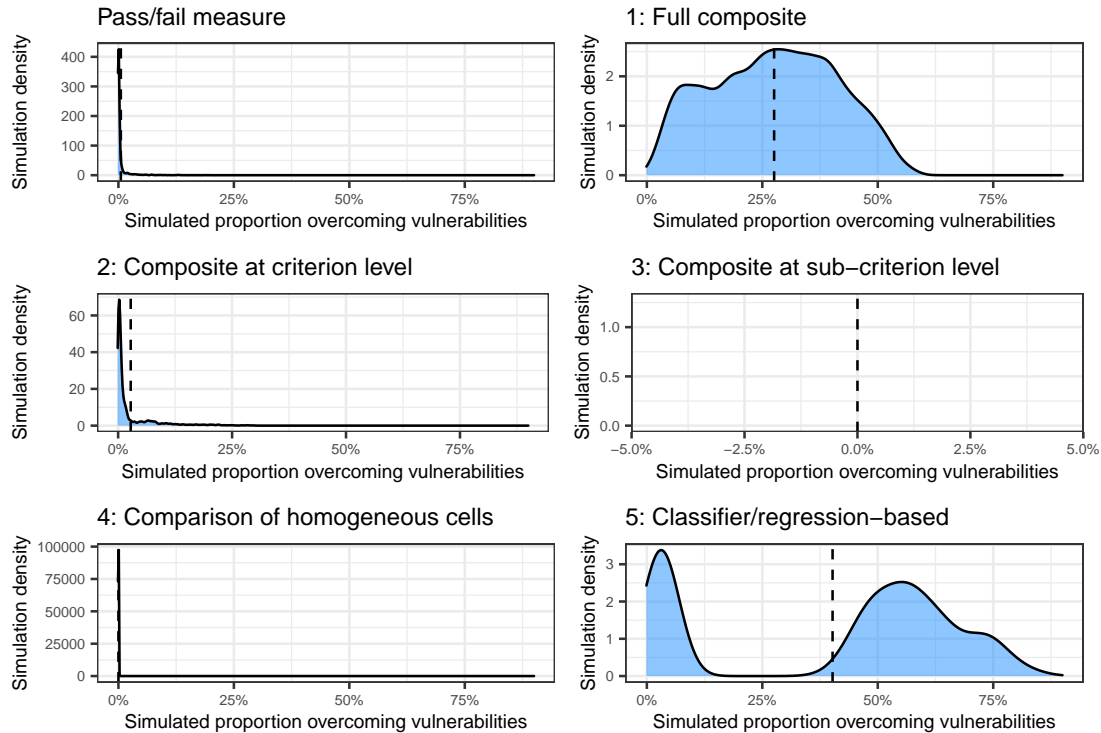 Pass/fail measure
Simulation density
400
300
200
100
0
0% 25% 50% 75%
Simulated proportion overcoming vulnerabilities
1: Full composite
Simulation density
2
1
0
0% 25% 50% 75%
Simulated proportion overcoming vulnerabilities
2: Composite at criterion level
Simulation density
60
40
20
0
0% 25% 50% 75%
Simulated proportion overcoming vulnerabilities
3: Composite at sub−criterion level
Simulation density
1.0
0.5
0.0
−5.0% −2.5% 0.0% 2.5% 5.0%
Simulated proportion overcoming vulnerabilities
4: Comparison of homogeneous cells
Simulation density
100000
75000
50000
25000
0
0% 25% 50% 75%
Simulated proportion overcoming vulnerabilities
5: Classifier/regression−based
Simulation density
3
2
1
0
0% 25% 50% 75%
Simulated proportion overcoming vulnerabilities